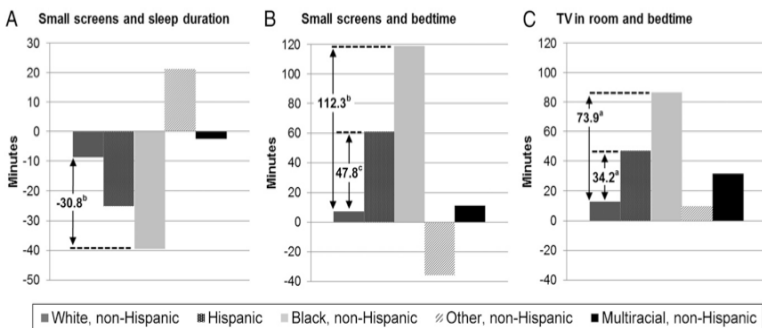 A Small screens and sleep duration
30
20
10
0
-10
-20
-30
-40
-50
Minutes
-30.8b
B Small screens and bedtime
120
100
80
60
40
20
0
-20
-40
Minutes
112.3b
47.8c
C TV in room and bedtime
120
100
80
60
40
20
0
-20
-40
Minutes
73.9a
34.2a
White, non-Hispanic Hispanic Black, non-Hispanic Other, non-Hispanic Multiracial, non-Hispanic